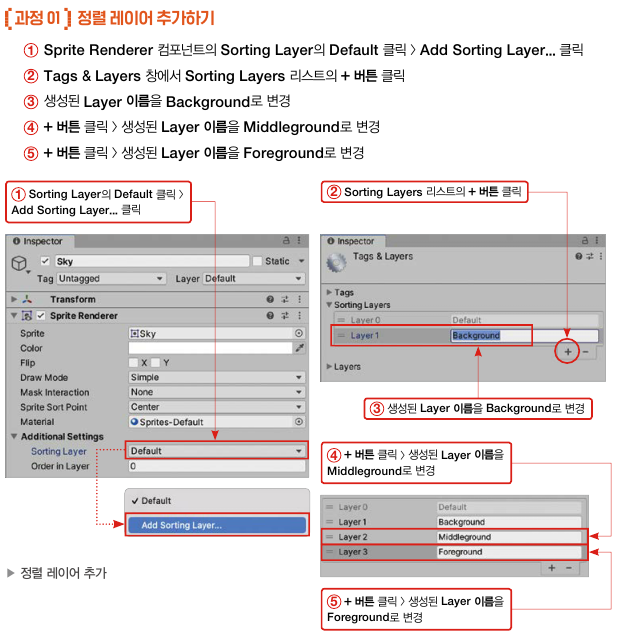 [과정 01] 정렬 레이어 추가하기
① Sprite Renderer 컴포넌트의 Sorting Layer의 Default 클릭 > Add Sorting Layer... 클릭
② Tags & Layers 창에서 Sorting Layers 리스트의 + 버튼 클릭
③ 생성된 Layer 이름을 Background로 변경
④ + 버튼 클릭 > 생성된 Layer 이름을 Middleground로 변경
⑤ + 버튼 클릭 > 생성된 Layer 이름을 Foreground로 변경
① Sorting Layer의 Default 클릭 >
Add Sorting Layer... 클릭
Inspector
Sky
Static
Tag Untagged
Layer Default
Transform
Sprite Renderer
Sprite
Sky
Color
Flip
X
Y
Draw Mode
Simple
Mask Interaction
None
Sprite Sort Point
Center
Material
Sprites-Default
Additional Settings
Sorting Layer
Default
Order in Layer
0
✓ Default
Add Sorting Layer...
▶ 정렬 레이어 추가
② Sorting Layers 리스트의 + 버튼 클릭
Inspector
Tags & Layers
Tags
Sorting Layers
Layer 0
Default
Layer 1
Background
+ −
Layers
③ 생성된 Layer 이름을 Background로 변경
④ + 버튼 클릭 > 생성된 Layer 이름을
Middleground로 변경
Layer 0
Default
Layer 1
Background
Layer 2
Middleground
Layer 3
Foreground
+ −
⑤ + 버튼 클릭 > 생성된 Layer 이름을
Foreground로 변경